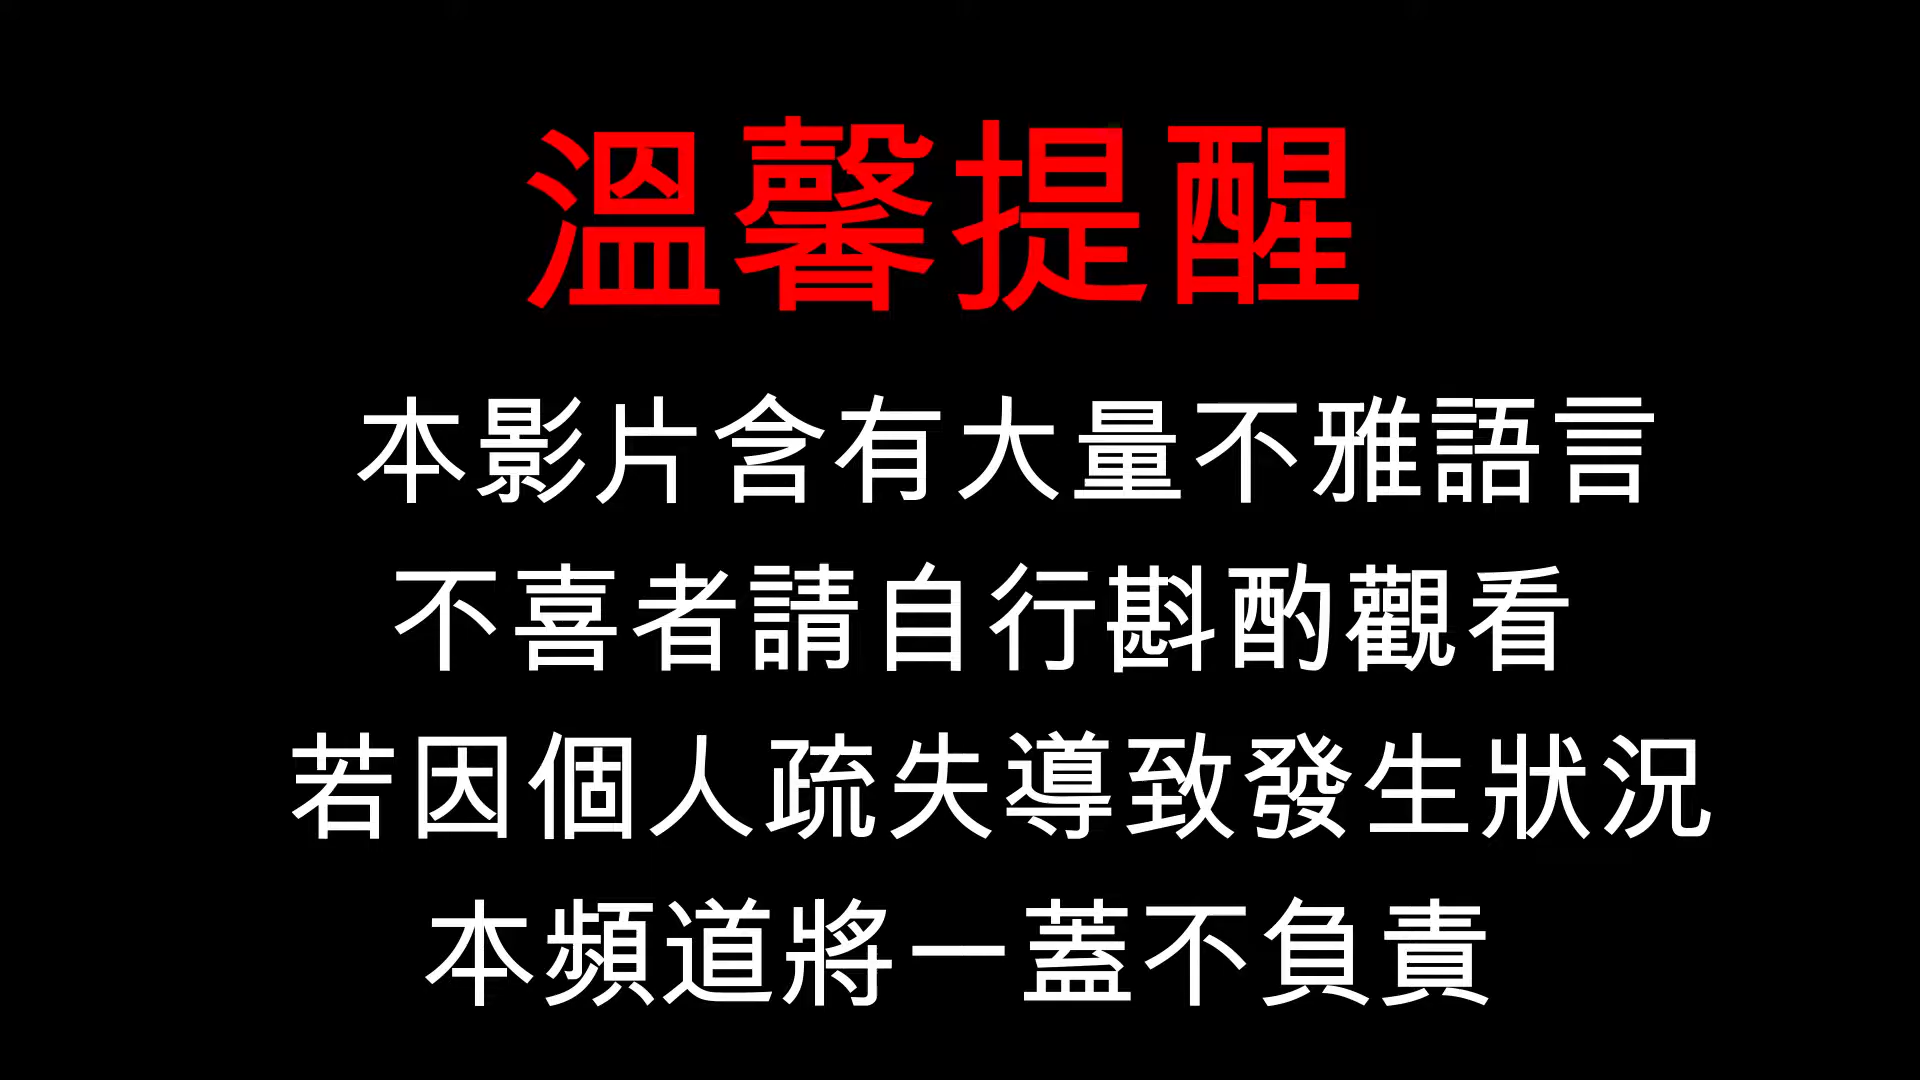 溫馨提醒
本影片含有大量不雅語言
不喜者請自行斟酌觀看
若因個人疏失導致發生狀況
本頻道將一蓋不負責